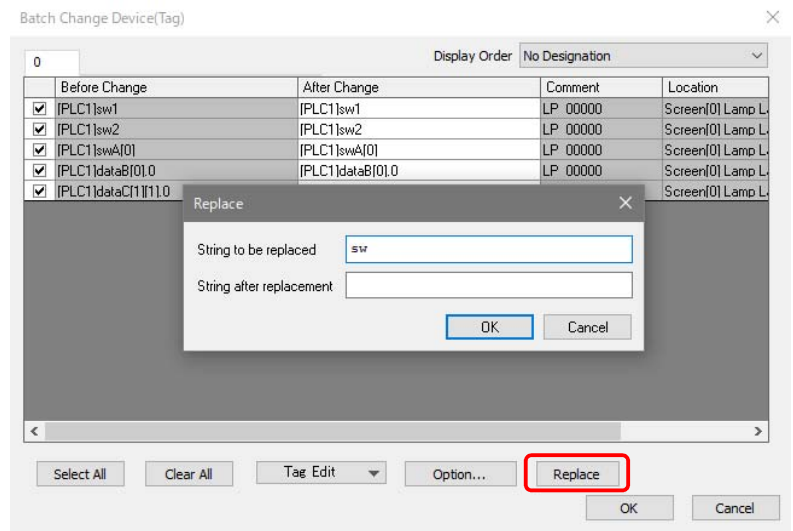 Batch Change Device(Tag)
0
Display Order No Designation
Before Change After Change Comment Location
[PLC1]sw1 [PLC1]sw1 LP 00000 Screen[0] Lamp L
[PLC1]sw2 [PLC1]sw2 LP 00000 Screen[0] Lamp L
[PLC1]swA[0] [PLC1]swA[0] LP 00000 Screen[0] Lamp L
[PLC1]dataB[0].0 [PLC1]dataB[0].0 LP 00000 Screen[0] Lamp L
[PLC1]dataC[1][1].0 Screen[0] Lamp L
Replace
String to be replaced sw
String after replacement
OK Cancel
Select All Clear All Tag Edit Option... Replace
OK Cancel